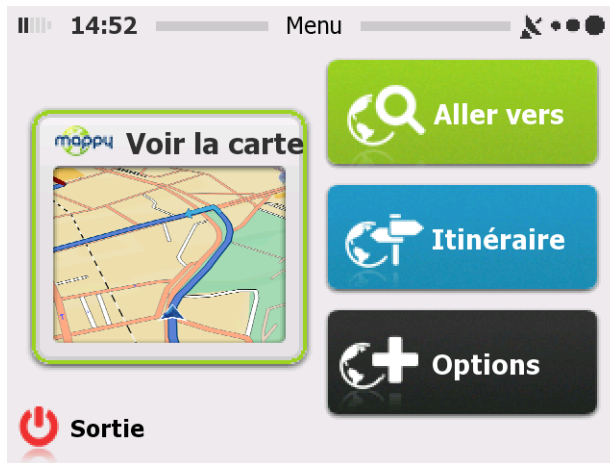 14:52 Menu
mappy Voir la carte
Aller vers
Itinéraire
Options
Sortie